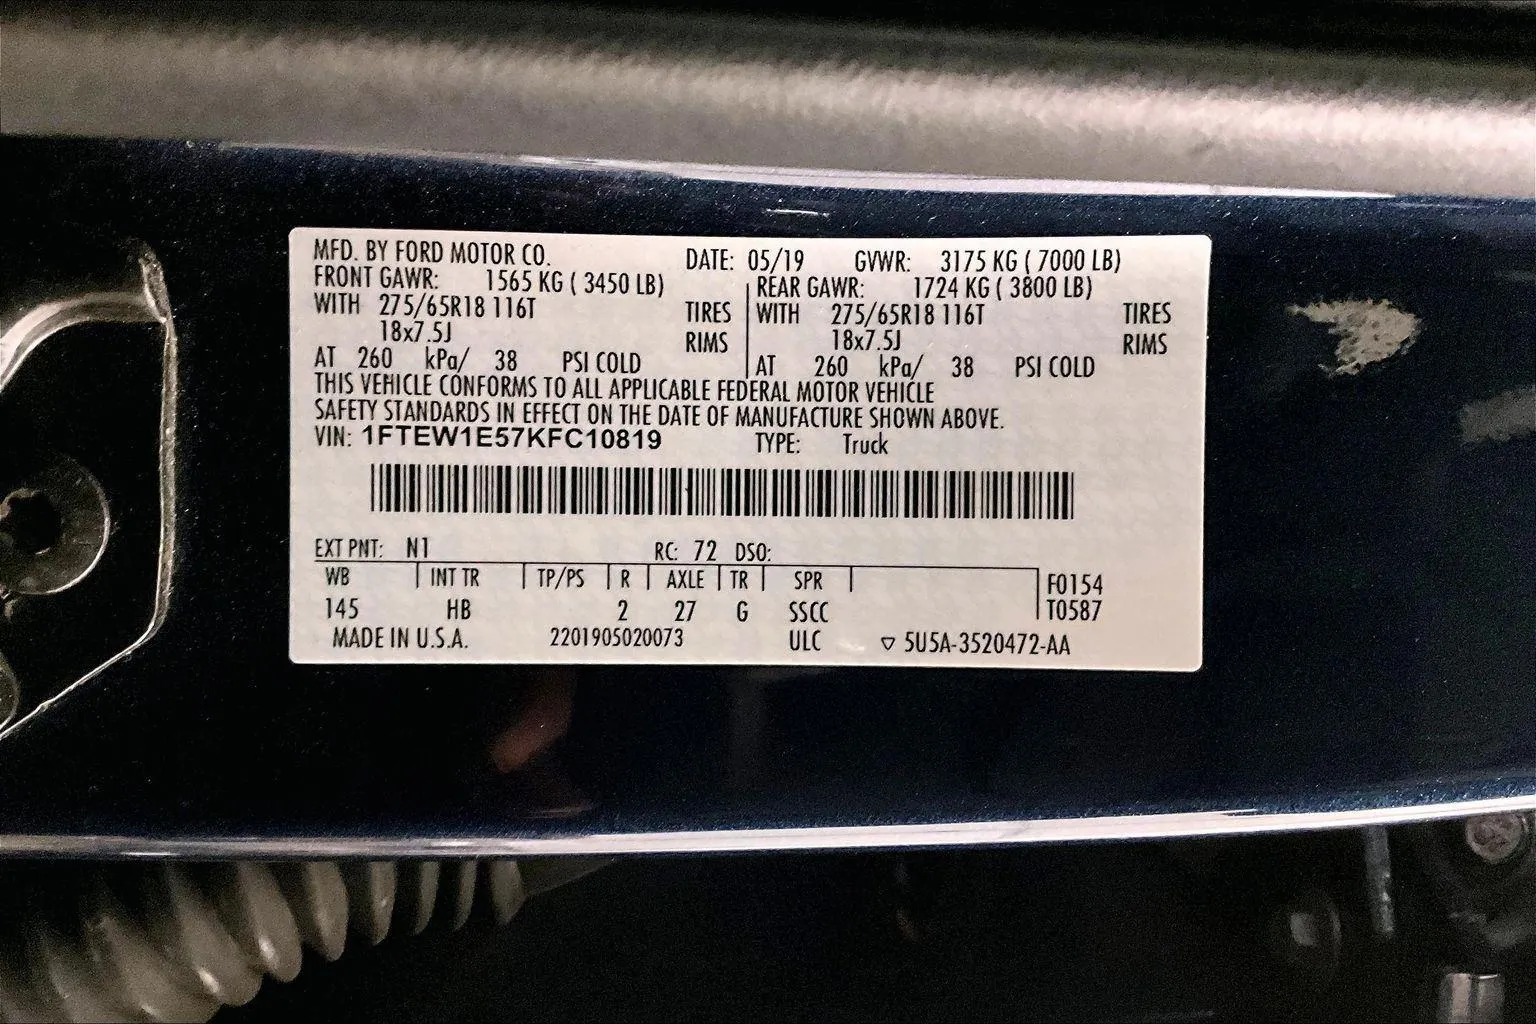 MFD. BY FORD MOTOR CO. DATE: 05/19 GVWR: 3175 KG ( 7000 LB)
FRONT GAWR: 1565 KG ( 3450 LB) REAR GAWR: 1724 KG ( 3800 LB)
WITH 275/65R18 116T TIRES WITH 275/65R18 116T TIRES
18x7.5J RIMS 18x7.5J RIMS
AT 260 kPa/ 38 PSI COLD AT 260 kPa/ 38 PSI COLD
THIS VEHICLE CONFORMS TO ALL APPLICABLE FEDERAL MOTOR VEHICLE
SAFETY STANDARDS IN EFFECT ON THE DATE OF MANUFACTURE SHOWN ABOVE.
VIN: 1FTEW1E57KFC10819 TYPE: Truck
EXT PNT: N1 RC: 72 DSO:
WB INT TR TP/PS R AXLE TR SPR F0154
145 HB 2 27 G SSCC T0587
MADE IN U.S.A. 2201905020073 ULC ▽ 5U5A-3520472-AA